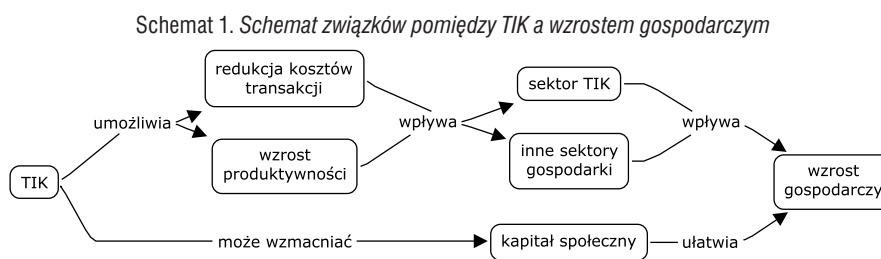 Schemat 1. Schemat związków pomiędzy TIK a wzrostem gospodarczym
redukcja kosztów
transakcji
sektor TIK
umożliwia
wpływa
wpływa
wzrost
produktywności
inne sektory
gospodarki
TIK
wzrost
gospodarczy
może wzmacniać
kapitał społeczny
ułatwia